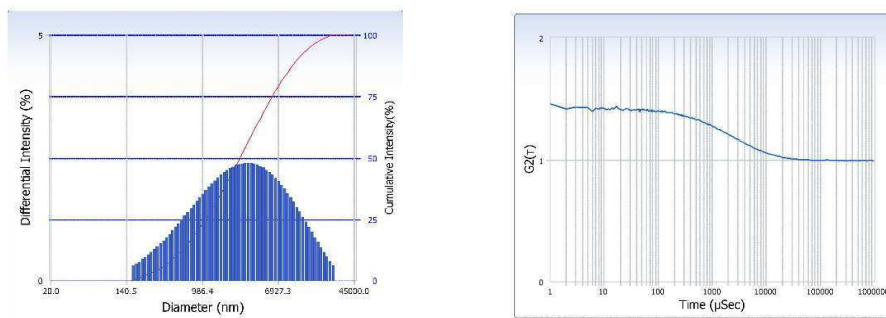 5
100
75
50
25
0
0
Differential Intensity (%)
Cumulative Intensity(%)
20.0 140.5 986.4 6927.3 45000.0
Diameter (nm)
2
1
0
G2(τ)
1 10 100 1000 10000 100000 1000000
Time (μSec)